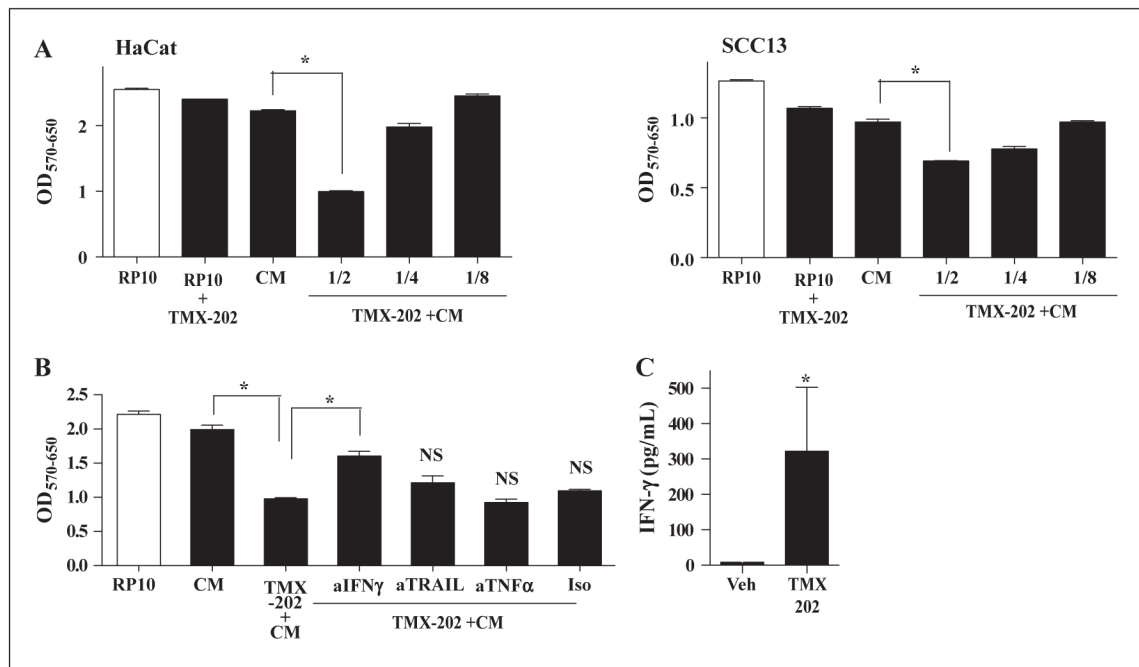 A
HaCat
OD570-650
2
1
0
*
RP10
RP10
+
TMX-202
CM
1/2
1/4
1/8
TMX-202 +CM
SCC13
OD570-650
1.0
0.5
0.0
*
RP10
RP10
+
TMX-202
CM
1/2
1/4
1/8
TMX-202 +CM
B
OD570-650
2.5
2.0
1.5
1.0
0.5
0.0
*
*
NS
NS
NS
RP10
CM
TMX
-202
+
CM
aIFNγ
aTRAIL
aTNFα
Iso
TMX-202 +CM
C
IFN-γ (pg/mL)
500
400
300
200
100
0
*
Veh
TMX
202